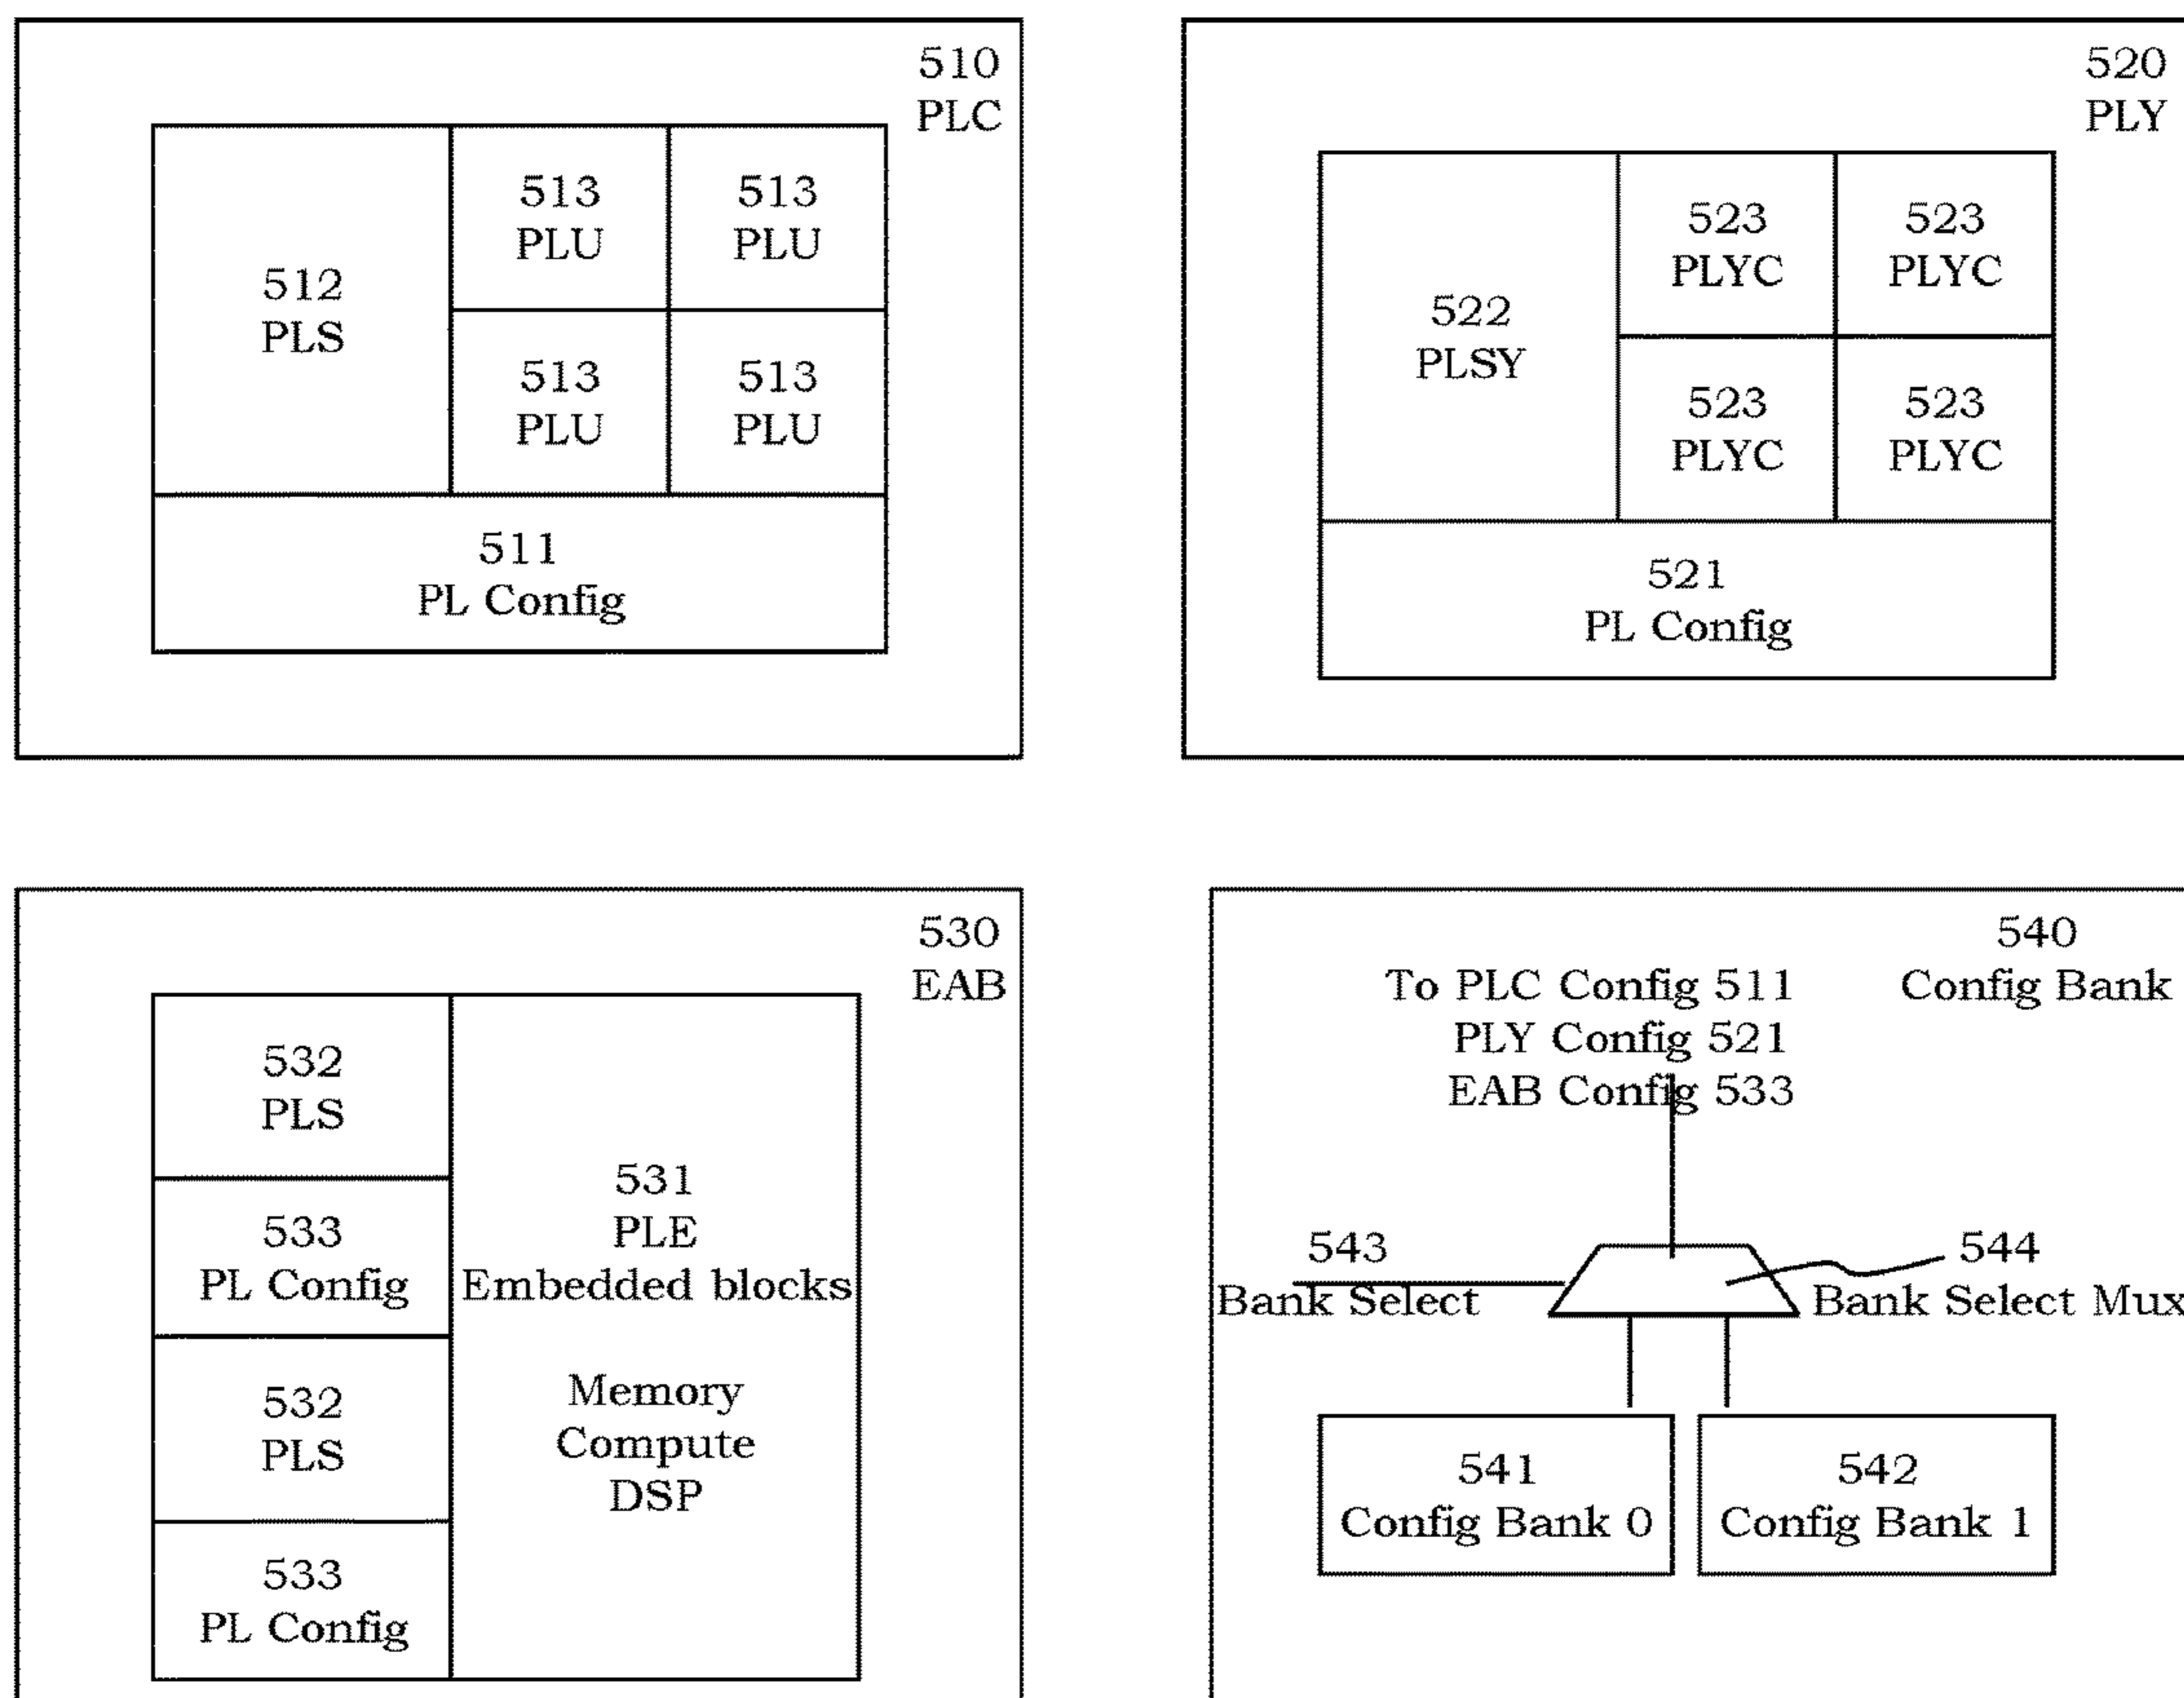 510
PLC
512
PLS
513
PLU
513
PLU
513
PLU
513
PLU
511
PL Config
520
PLY
522
PLSY
523
PLYC
523
PLYC
523
PLYC
523
PLYC
521
PL Config
530
EAB
532
PLS
533
PL Config
532
PLS
533
PL Config
531
PLE
Embedded blocks
Memory
Compute
DSP
540
Config Bank
To PLC Config 511
PLY Config 521
EAB Config 533
543
Bank Select
544
Bank Select Mux
541
Config Bank 0
542
Config Bank 1